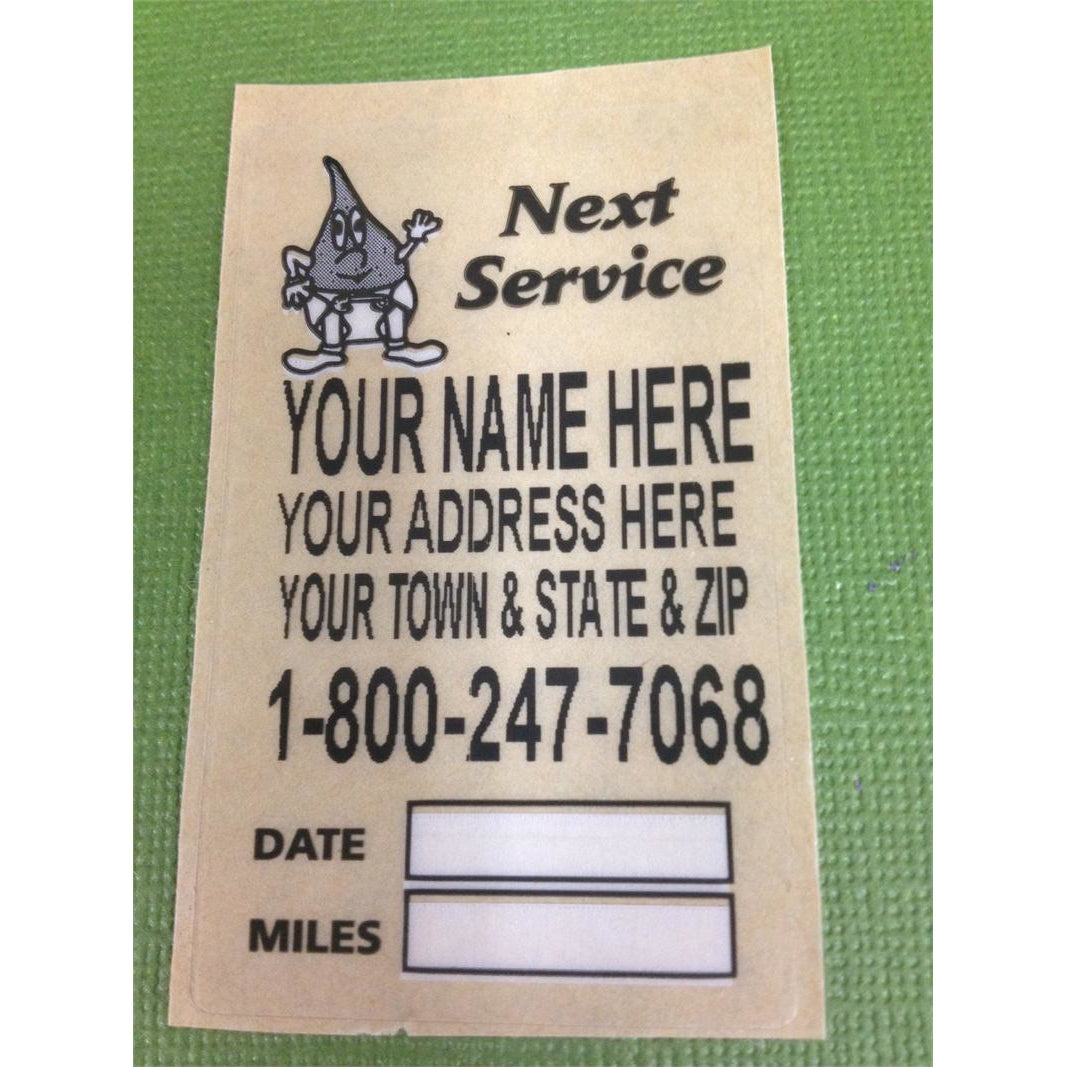 Next
Service
YOUR NAME HERE
YOUR ADDRESS HERE
YOUR TOWN & STATE & ZIP
1-800-247-7068
DATE
MILES